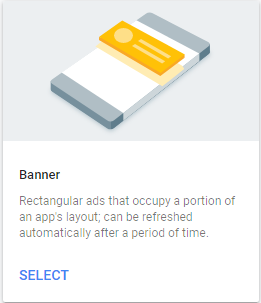 Banner
Rectangular ads that occupy a portion of
an app's layout; can be refreshed
automatically after a period of time.
SELECT